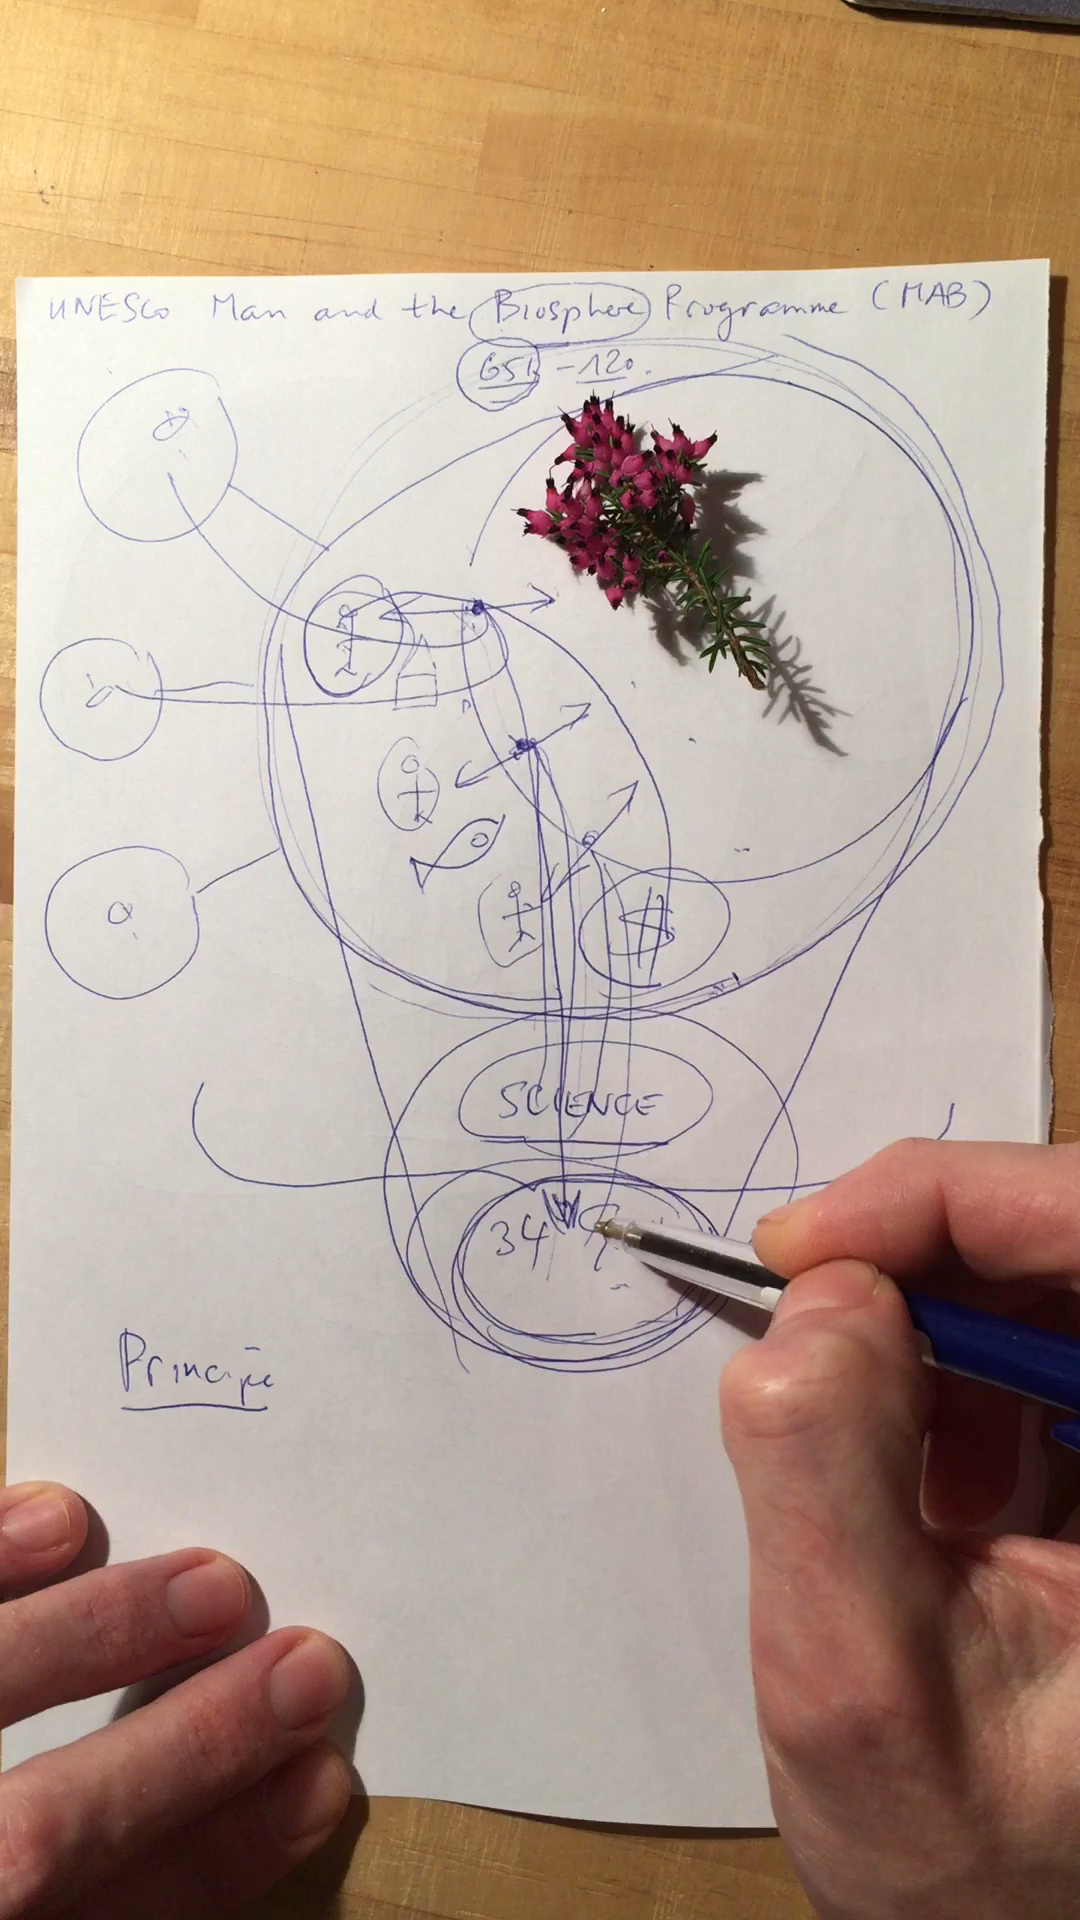 UNESCO Man and the Biosphere Programme (MAB)
651 - 120.
SCIENCE
34
Principe